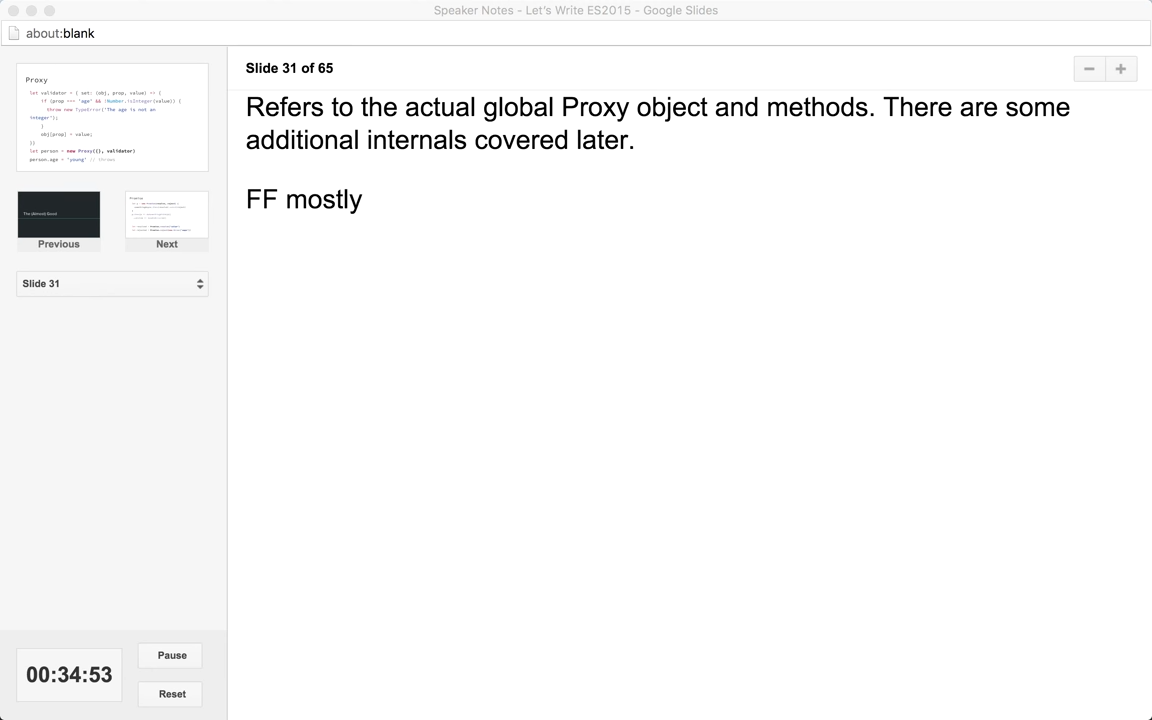 Speaker Notes - Let's Write ES2015 - Google Slides
about:blank
Proxy
let validator = { set: (obj, prop, value) => {
if (prop === 'age' && !Number.isInteger(value)) {
throw new TypeError('The age is not an
integer');
}
obj[prop] = value;
}}
let person = new Proxy({}, validator)
person.age = 'young' // throws
The (Almost) Good
Previous
Next
Slide 31
00:34:53
Pause
Reset
Slide 31 of 65
− +
Refers to the actual global Proxy object and methods. There are some
additional internals covered later.
FF mostly